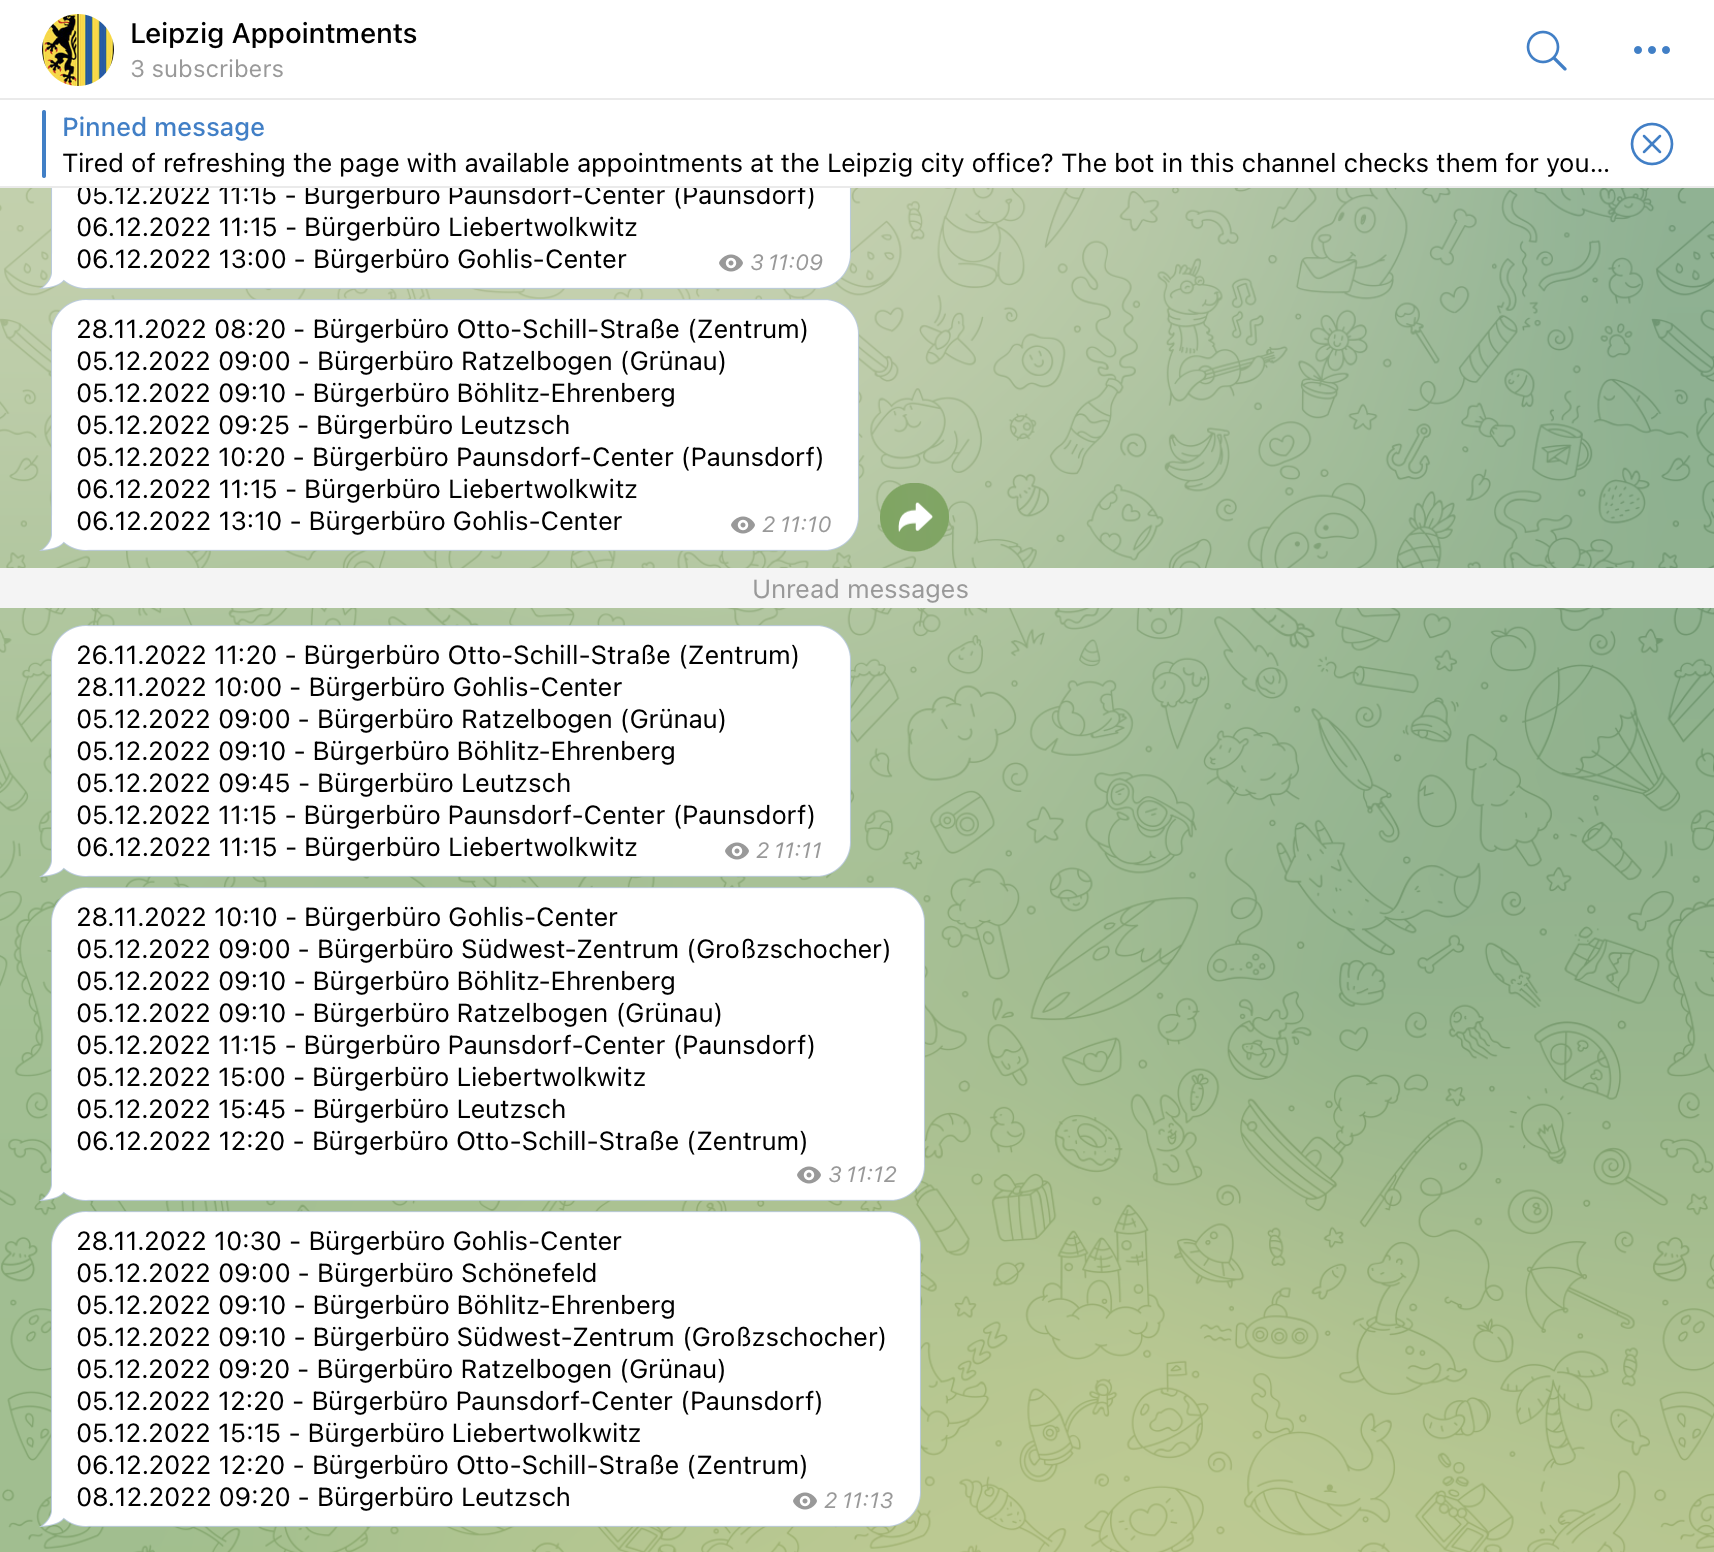 Leipzig Appointments
3 subscribers
Pinned message
Tired of refreshing the page with available appointments at the Leipzig city office? The bot in this channel checks them for you...
05.12.2022 11:15 - Bürgerbüro Paunsdorf-Center (Paunsdorf)
06.12.2022 11:15 - Bürgerbüro Liebertwolkwitz
06.12.2022 13:00 - Bürgerbüro Gohlis-Center
3 11:09
28.11.2022 08:20 - Bürgerbüro Otto-Schill-Straße (Zentrum)
05.12.2022 09:00 - Bürgerbüro Ratzelbogen (Grünau)
05.12.2022 09:10 - Bürgerbüro Böhlitz-Ehrenberg
05.12.2022 09:25 - Bürgerbüro Leutzsch
05.12.2022 10:20 - Bürgerbüro Paunsdorf-Center (Paunsdorf)
06.12.2022 11:15 - Bürgerbüro Liebertwolkwitz
06.12.2022 13:10 - Bürgerbüro Gohlis-Center
2 11:10
Unread messages
26.11.2022 11:20 - Bürgerbüro Otto-Schill-Straße (Zentrum)
28.11.2022 10:00 - Bürgerbüro Gohlis-Center
05.12.2022 09:00 - Bürgerbüro Ratzelbogen (Grünau)
05.12.2022 09:10 - Bürgerbüro Böhlitz-Ehrenberg
05.12.2022 09:45 - Bürgerbüro Leutzsch
05.12.2022 11:15 - Bürgerbüro Paunsdorf-Center (Paunsdorf)
06.12.2022 11:15 - Bürgerbüro Liebertwolkwitz
2 11:11
28.11.2022 10:10 - Bürgerbüro Gohlis-Center
05.12.2022 09:00 - Bürgerbüro Südwest-Zentrum (Großzschocher)
05.12.2022 09:10 - Bürgerbüro Böhlitz-Ehrenberg
05.12.2022 09:10 - Bürgerbüro Ratzelbogen (Grünau)
05.12.2022 11:15 - Bürgerbüro Paunsdorf-Center (Paunsdorf)
05.12.2022 15:00 - Bürgerbüro Liebertwolkwitz
05.12.2022 15:45 - Bürgerbüro Leutzsch
06.12.2022 12:20 - Bürgerbüro Otto-Schill-Straße (Zentrum)
3 11:12
28.11.2022 10:30 - Bürgerbüro Gohlis-Center
05.12.2022 09:00 - Bürgerbüro Schönefeld
05.12.2022 09:10 - Bürgerbüro Böhlitz-Ehrenberg
05.12.2022 09:10 - Bürgerbüro Südwest-Zentrum (Großzschocher)
05.12.2022 09:20 - Bürgerbüro Ratzelbogen (Grünau)
05.12.2022 12:20 - Bürgerbüro Paunsdorf-Center (Paunsdorf)
05.12.2022 15:15 - Bürgerbüro Liebertwolkwitz
06.12.2022 12:20 - Bürgerbüro Otto-Schill-Straße (Zentrum)
08.12.2022 09:20 - Bürgerbüro Leutzsch
2 11:13